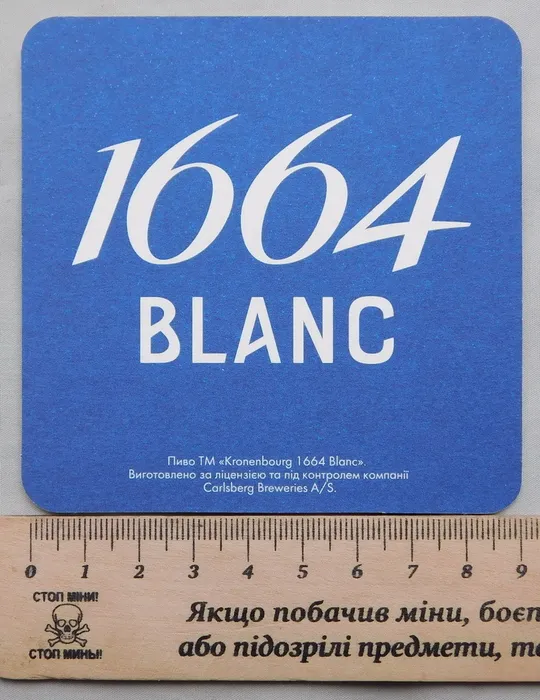 1664
BLANC
Пиво ТМ «Kronenbourg 1664 Blanc».
Виготовлено за ліцензією та під контролем компанії
Carlsberg Breweries A/S.
0 1 2 3 4 5 6 7 8 9
СТОП МІНИ!
СТОП МИНЫ!
Якщо побачив міни, боєп
або підозрілі предмети, те